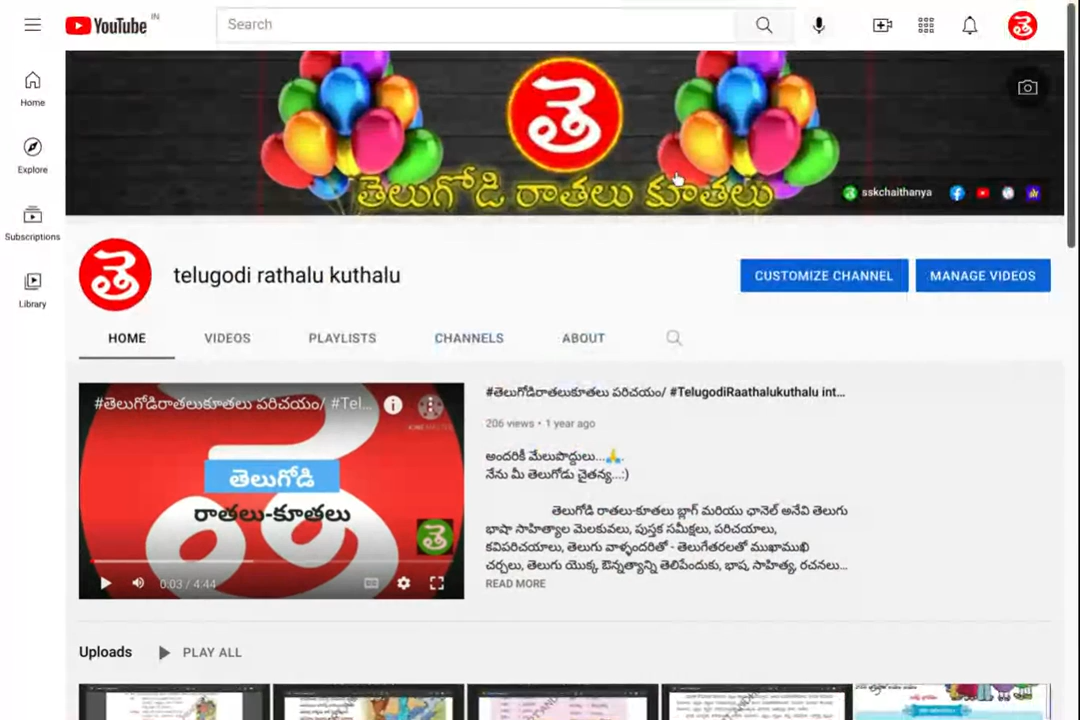 YouTube IN
Search
తె
తె
Home
Explore
Subscriptions
Library
తెలుగోడి రాతలు కూతలు
sskchaithanya
తె
telugodi rathalu kuthalu
CUSTOMIZE CHANNEL
MANAGE VIDEOS
HOME
VIDEOS
PLAYLISTS
CHANNELS
ABOUT
#తెలుగోడిరాతలుకూతలు పరిచయం/ #Tel...
తెలుగోడి
రాతలు-కూతలు
తె
0:03 / 4:44
#తెలుగోడిరాతలుకూతలు పరిచయం/ #TelugodiRaathalukuthalu int...
206 views • 1 year ago
అందరికీ మేలుపొద్దులు...🙏.
నేను మీ తెలుగోడు చైతన్య...:)
తెలుగోడి రాతలు-కూతలు బ్లాగ్ మరియు ఛానెల్ అనేవి తెలుగు
భాషా సాహిత్యాల మెలకువలు, పుస్తక సమీక్షలు, పరిచయాలు,
కవిపరిచయాలు, తెలుగు వాళ్ళందరితో - తెలుగేతరలతో ముఖాముఖి
చర్చలు, తెలుగు యొక్క ఔన్నత్యాన్ని తెలిపేందుకు, భాష, సాహిత్య, రచనలు...
READ MORE
Uploads
PLAY ALL